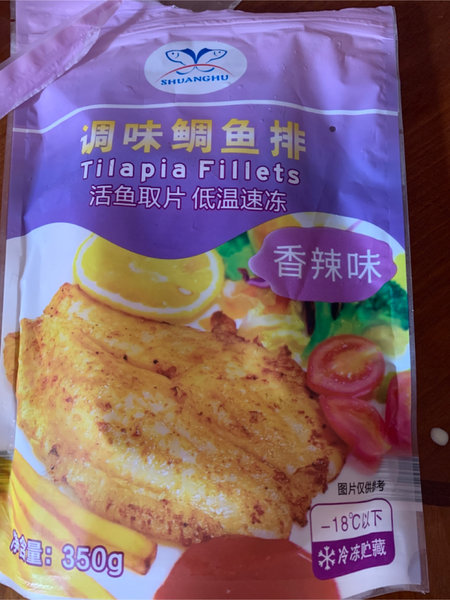 SHUANGHU
调味鲷鱼排
Tilapia Fillets
活鱼取片 低温速冻
香辣味
图片仅供参考
-18℃以下
冷冻贮藏
净含量：350g